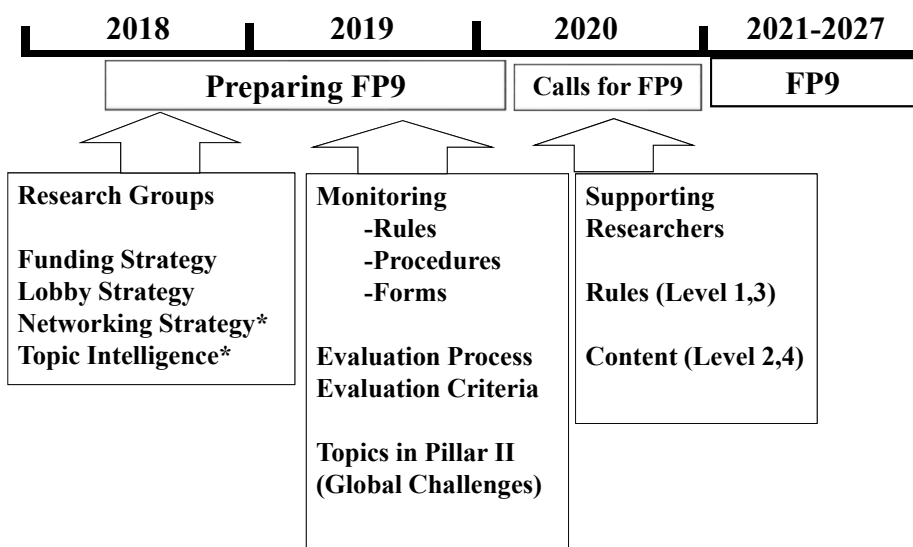 2018 2019 2020 2021-2027
Preparing FP9 Calls for FP9 FP9
Research Groups
Funding Strategy
Lobby Strategy
Networking Strategy*
Topic Intelligence*
Monitoring
-Rules
-Procedures
-Forms
Evaluation Process
Evaluation Criteria
Topics in Pillar II
(Global Challenges)
Supporting
Researchers
Rules (Level 1,3)
Content (Level 2,4)